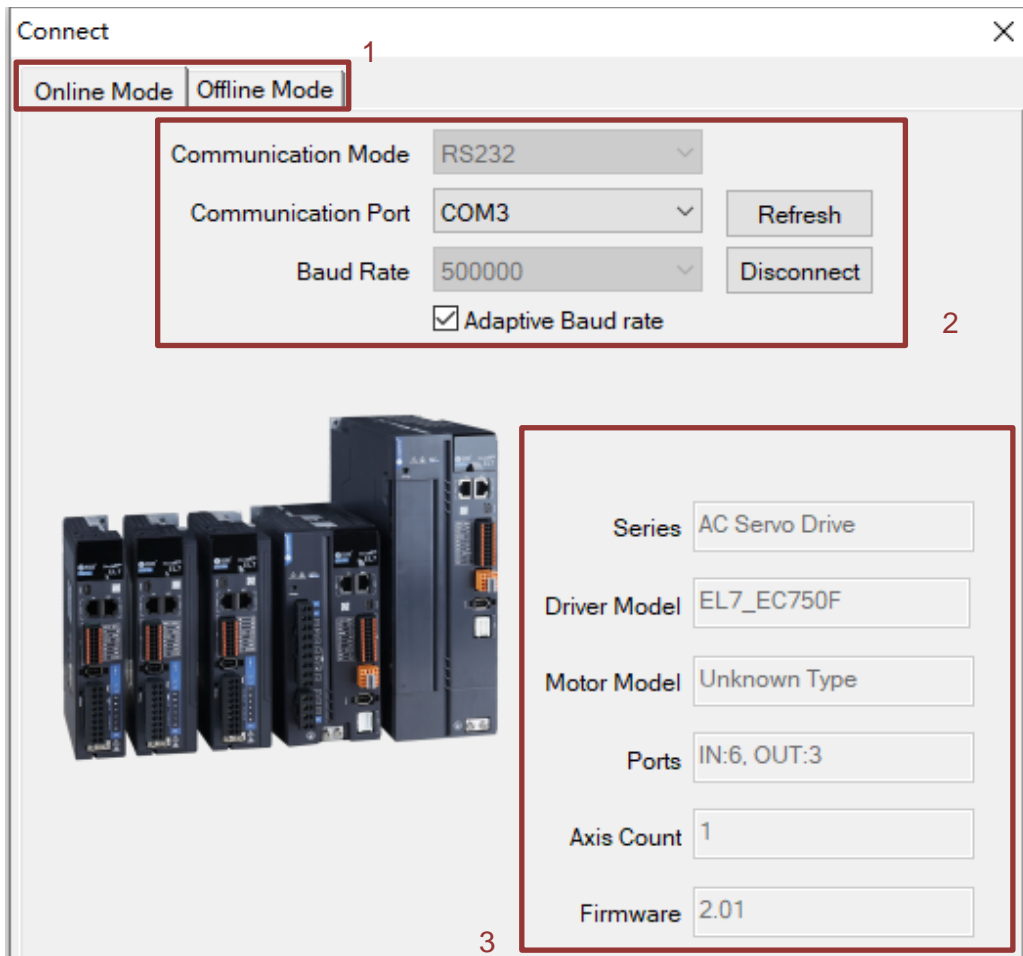 Connect
1
Online Mode Offline Mode
Communication Mode RS232
Communication Port COM3 Refresh
Baud Rate 500000 Disconnect
Adaptive Baud rate
2
Series AC Servo Drive
Driver Model EL7_EC750F
Motor Model Unknown Type
Ports IN:6, OUT:3
Axis Count 1
Firmware 2.01
3